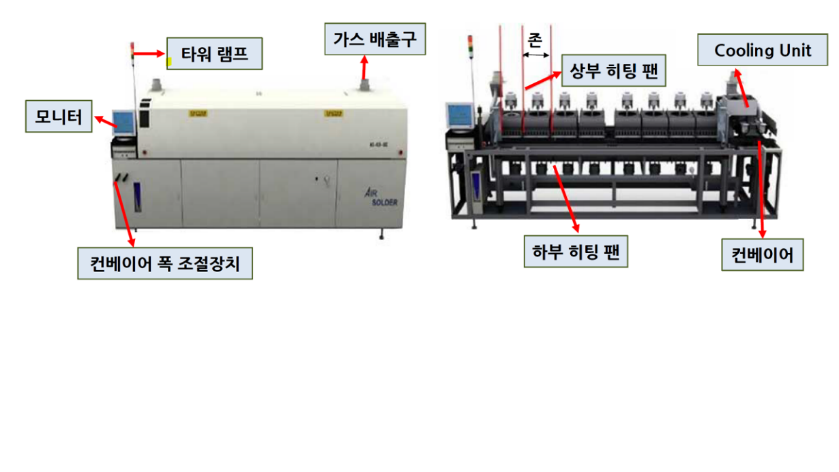 타워 램프
가스 배출구
모니터
컨베이어 폭 조절장치
AIR
SOLDER
존
상부 히팅 팬
Cooling Unit
하부 히팅 팬
컨베이어